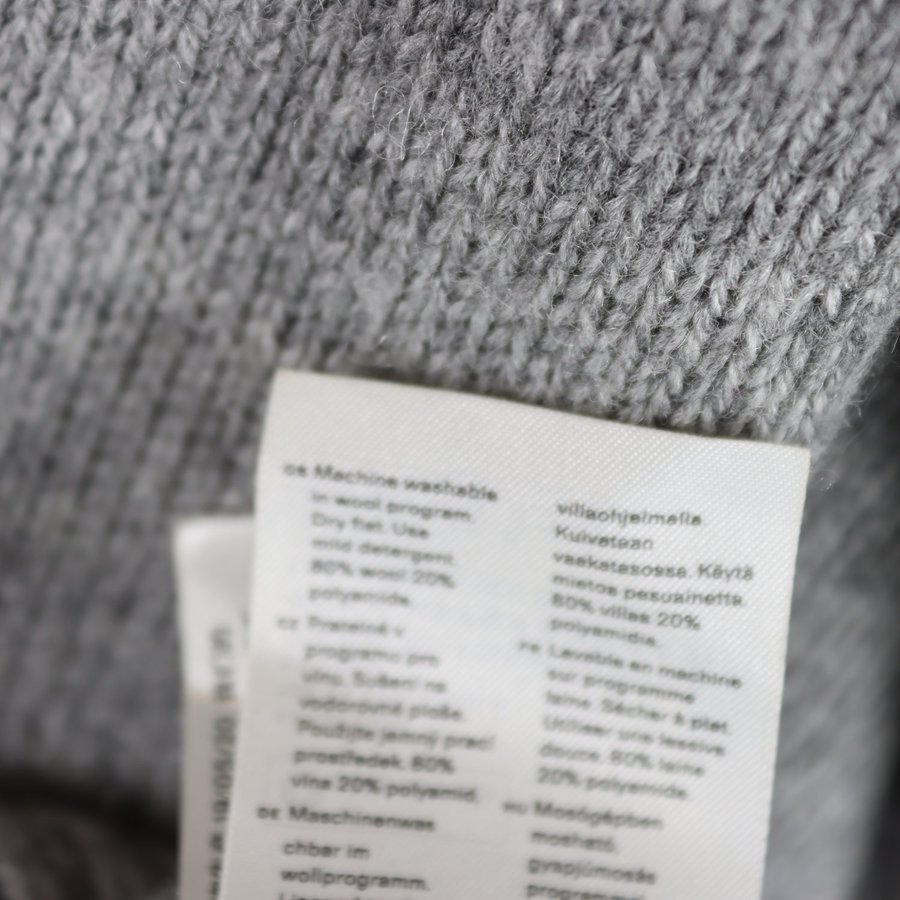 Machine washable
in wool program.
Dry flat. Use
mild detergent.
80% wool 20%
polyamide.
CZ Pratelné v
programu pro
vlnu. Sušení na
vodorovné ploše.
Použijte jemný prací
prostředek. 80%
vlna 20% polyamid.
DE Maschinenwas
chbar im
wollprogramm.
villaohjelmalla.
Kuivataan
vaakatasossa. Käytä
mietoa pesuainetta.
80% villaa 20%
polyamidia.
FR Lavable en machine
sur programme
laine. Sécher à plat.
Utiliser une lessive
douce. 80% laine
20% polyamide.
HU Mosógépben
mosható,
gyapjúmosás
programmal